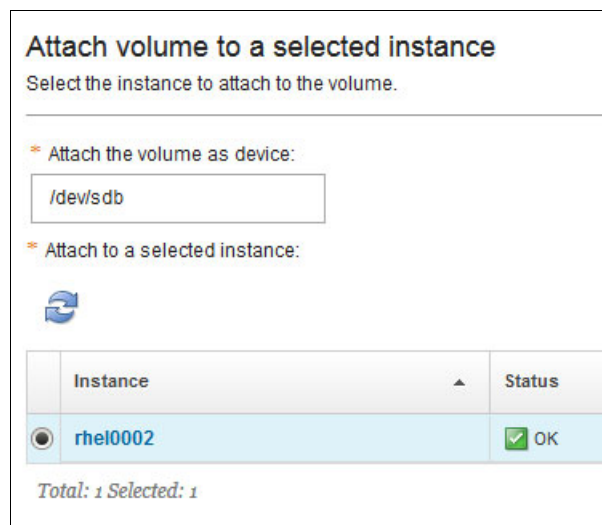 Attach volume to a selected instance
Select the instance to attach to the volume.
* Attach the volume as device:
/dev/sdb
* Attach to a selected instance:
Instance Status
rhel0002 OK
Total: 1 Selected: 1